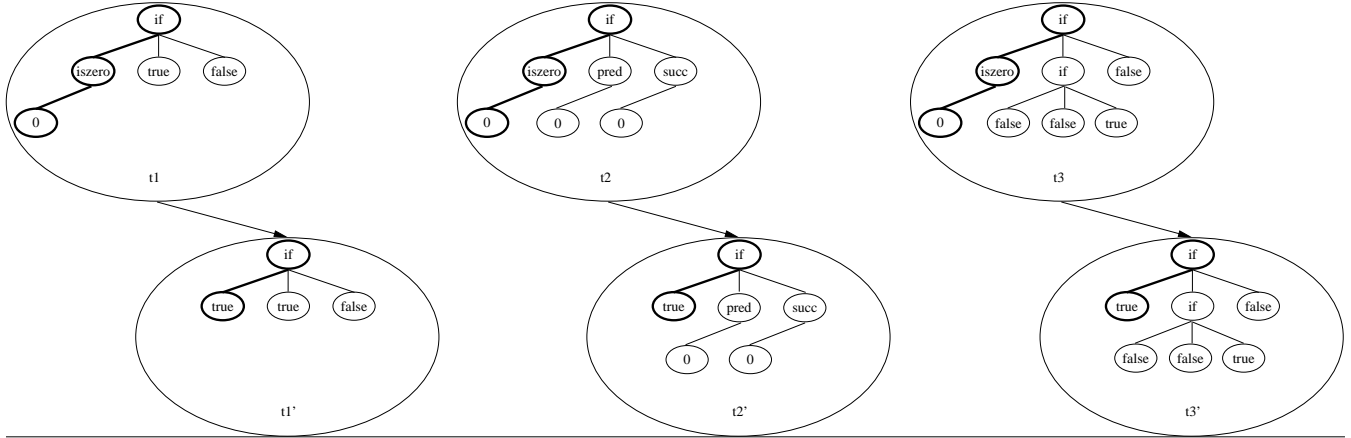 if if if
iszero true false iszero pred succ iszero if false
0 0 0 0 0 false false true
t1 t2 t3
if if if
true true false true pred succ true if false
0 0 false false true
t1' t2' t3'